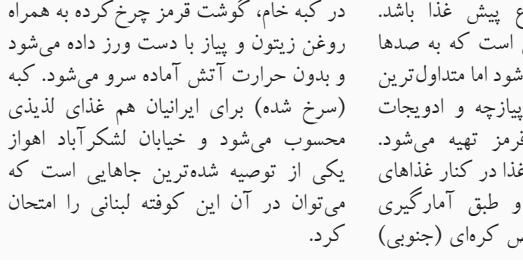 ع پیش غذا باشد.
است که به صدها
شود اما متداول‌ترین
پیازچه و ادویجات
قرمز تهیه می‌شود.
غذا در کنار غذاهای
و طبق آمارگیری
ص کره‌ای (جنوبی)
در کبه خام، گوشت قرمز چرخ‌کرده به همراه
روغن زیتون و پیاز با دست ورز داده می‌شود
و بدون حرارت آتش آماده سرو می‌شود. کبه
(سرخ شده) برای ایرانیان هم غذای لذیذی
محسوب می‌شود و خیابان لشکرآباد اهواز
یکی از توصیه شده‌ترین جاهایی است که
می‌توان در آن این کوفته لبنانی را امتحان
کرد.